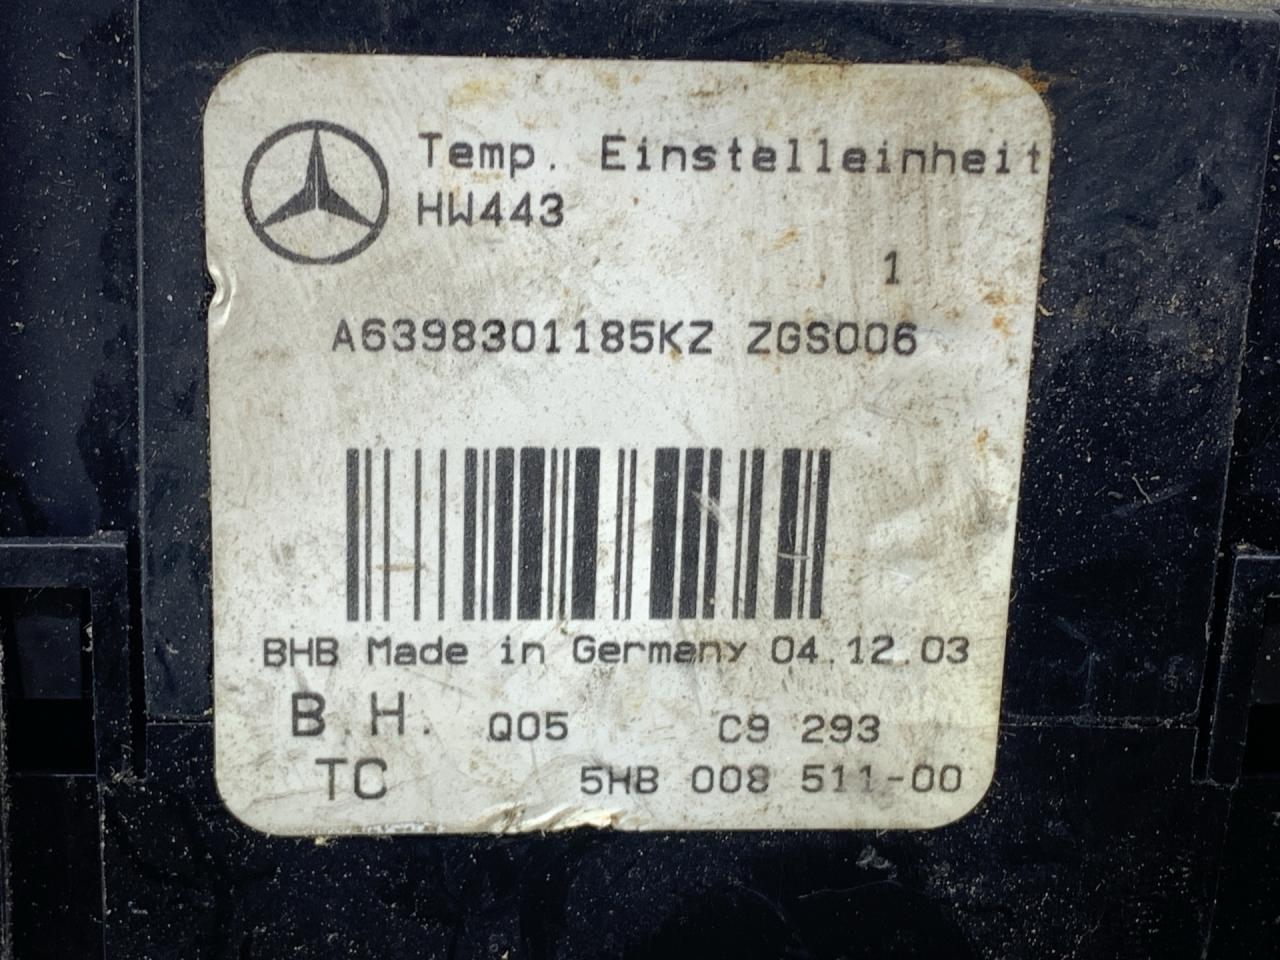 Temp. Einstelleinheit
HW443
1
A6398301185KZ ZGS006
BHB Made in Germany 04.12.03
B.H. Q05 C9 293
TC 5HB 008 511-00